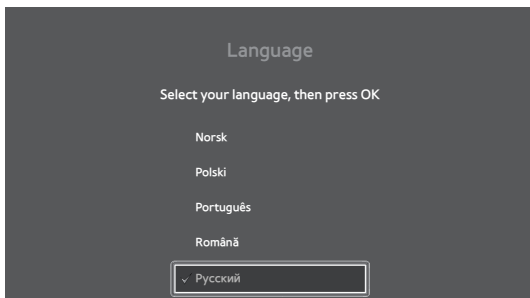 Language
Select your language, then press OK
Norsk
Polski
Português
Română
Русский